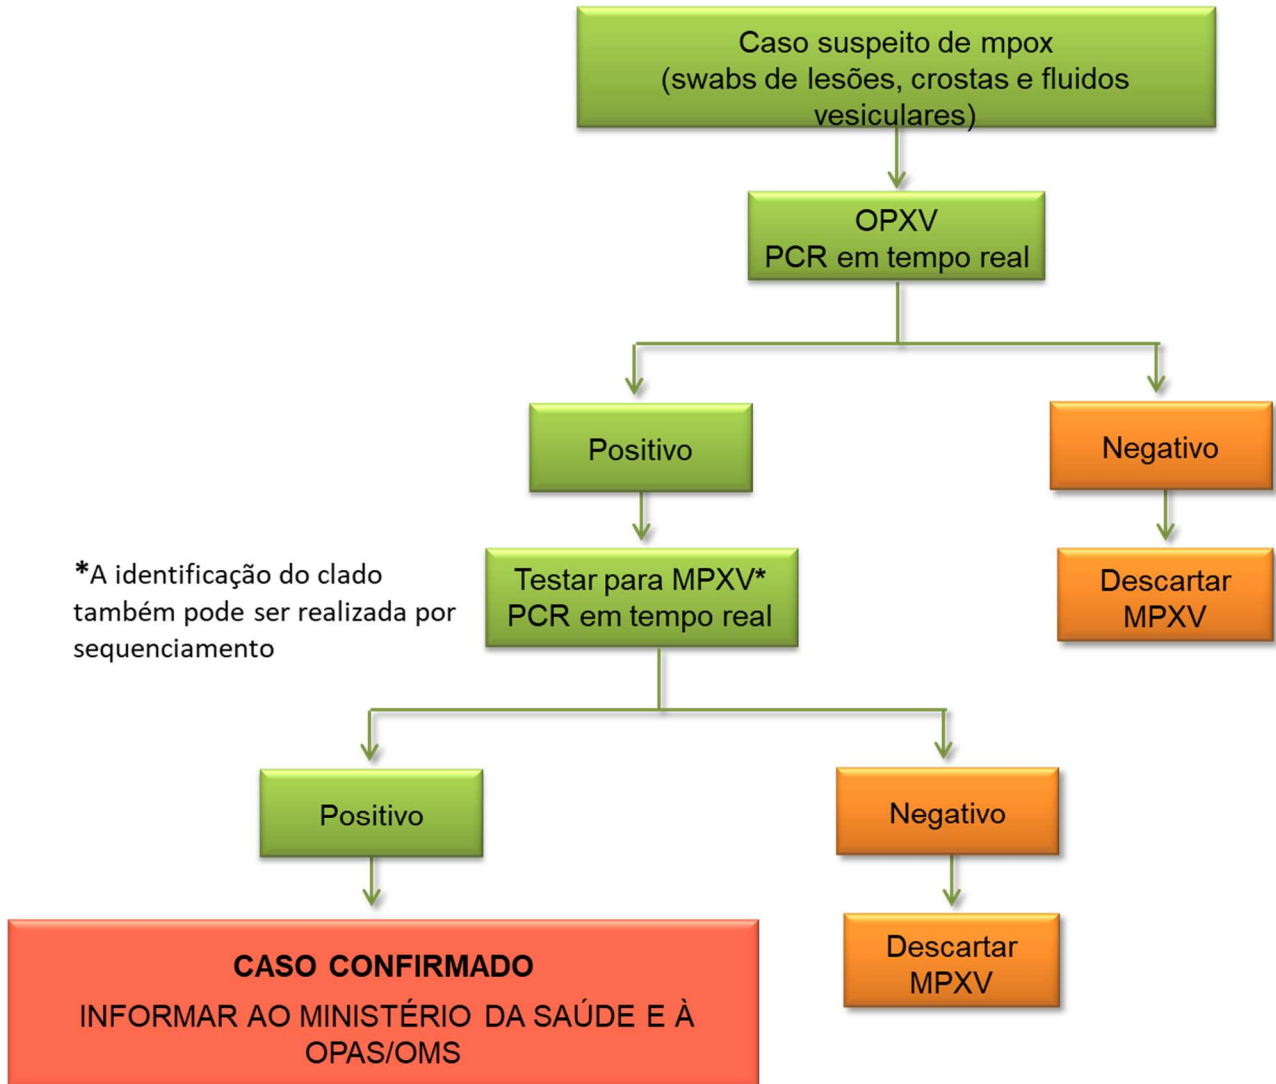 Caso suspeito de mpox
(swabs de lesões, crostas e fluidos
vesiculares)
OPXV
PCR em tempo real
Positivo
Negativo
*A identificação do clado
também pode ser realizada por
sequenciamento
Testar para MPXV*
PCR em tempo real
Descartar
MPXV
Positivo
Negativo
CASO CONFIRMADO
INFORMAR AO MINISTÉRIO DA SAÚDE E À
OPAS/OMS
Descartar
MPXV